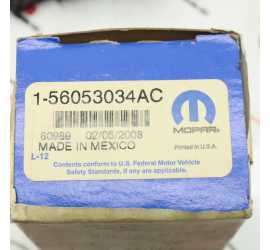 1-56053034AC
60989 02/05/2008
MADE IN MEXICO
MOPAR
Printed in U.S.A.
L-12
Contents conform to U.S. Federal Motor Vehicle
Safety Standards, if any are applicable.